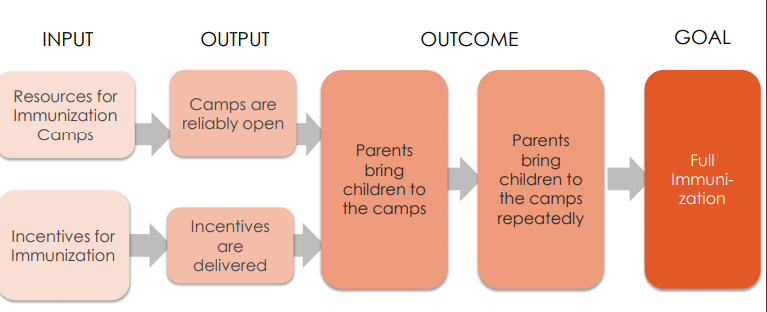 INPUT
OUTPUT
OUTCOME
GOAL
Resources for
Immunization
Camps
Camps are
reliably open
Parents
bring
children to
the camps
Parents
bring
children to
the camps
repeatedly
Full
Immuni-
zation
Incentives for
Immunization
Incentives
are
delivered